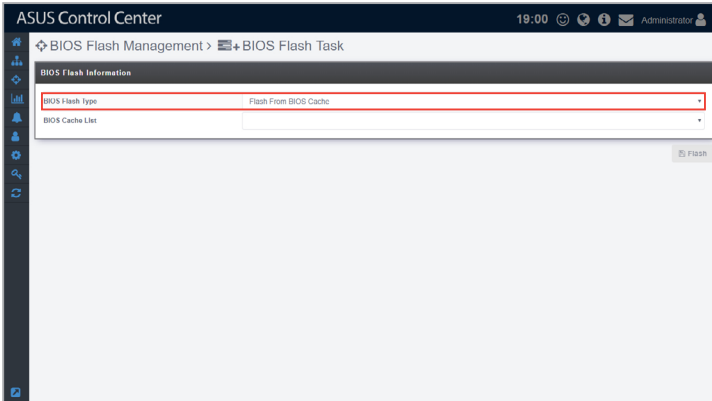 ASUS Control Center
19:00
Administrator
BIOS Flash Management > BIOS Flash Task
BIOS Flash Information
BIOS Flash Type
Flash From BIOS Cache
BIOS Cache List
Flash